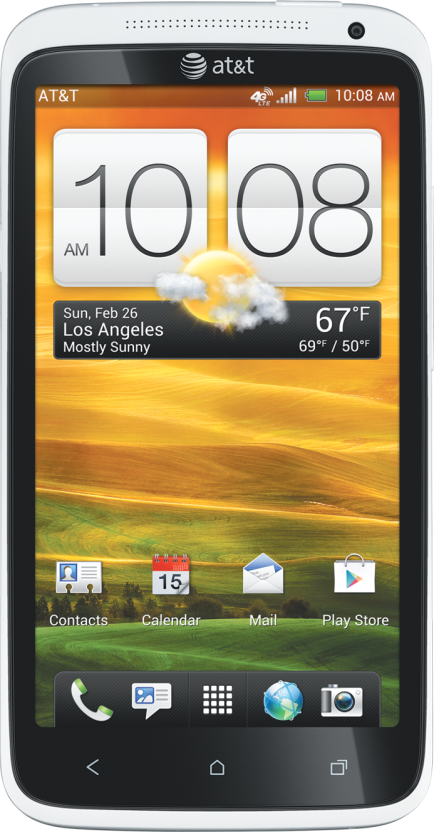 at&t
AT&T 4G LTE 10:08 AM
AM 10 08
Sun, Feb 26
Los Angeles
Mostly Sunny
67°F
69°F / 50°F
15
Contacts Calendar Mail Play Store